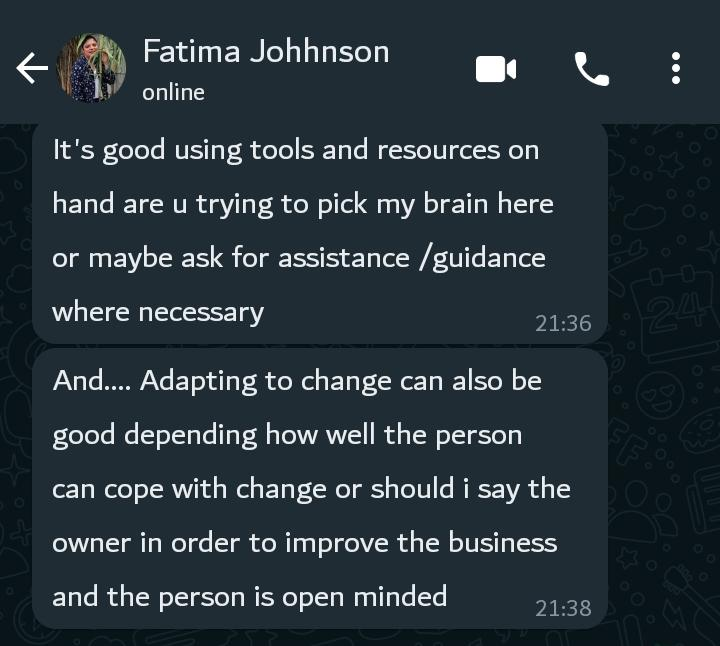 Fatima Johhnson
online
It's good using tools and resources on
hand are u trying to pick my brain here
or maybe ask for assistance /guidance
where necessary
21:36
And.... Adapting to change can also be
good depending how well the person
can cope with change or should i say the
owner in order to improve the business
and the person is open minded
21:38